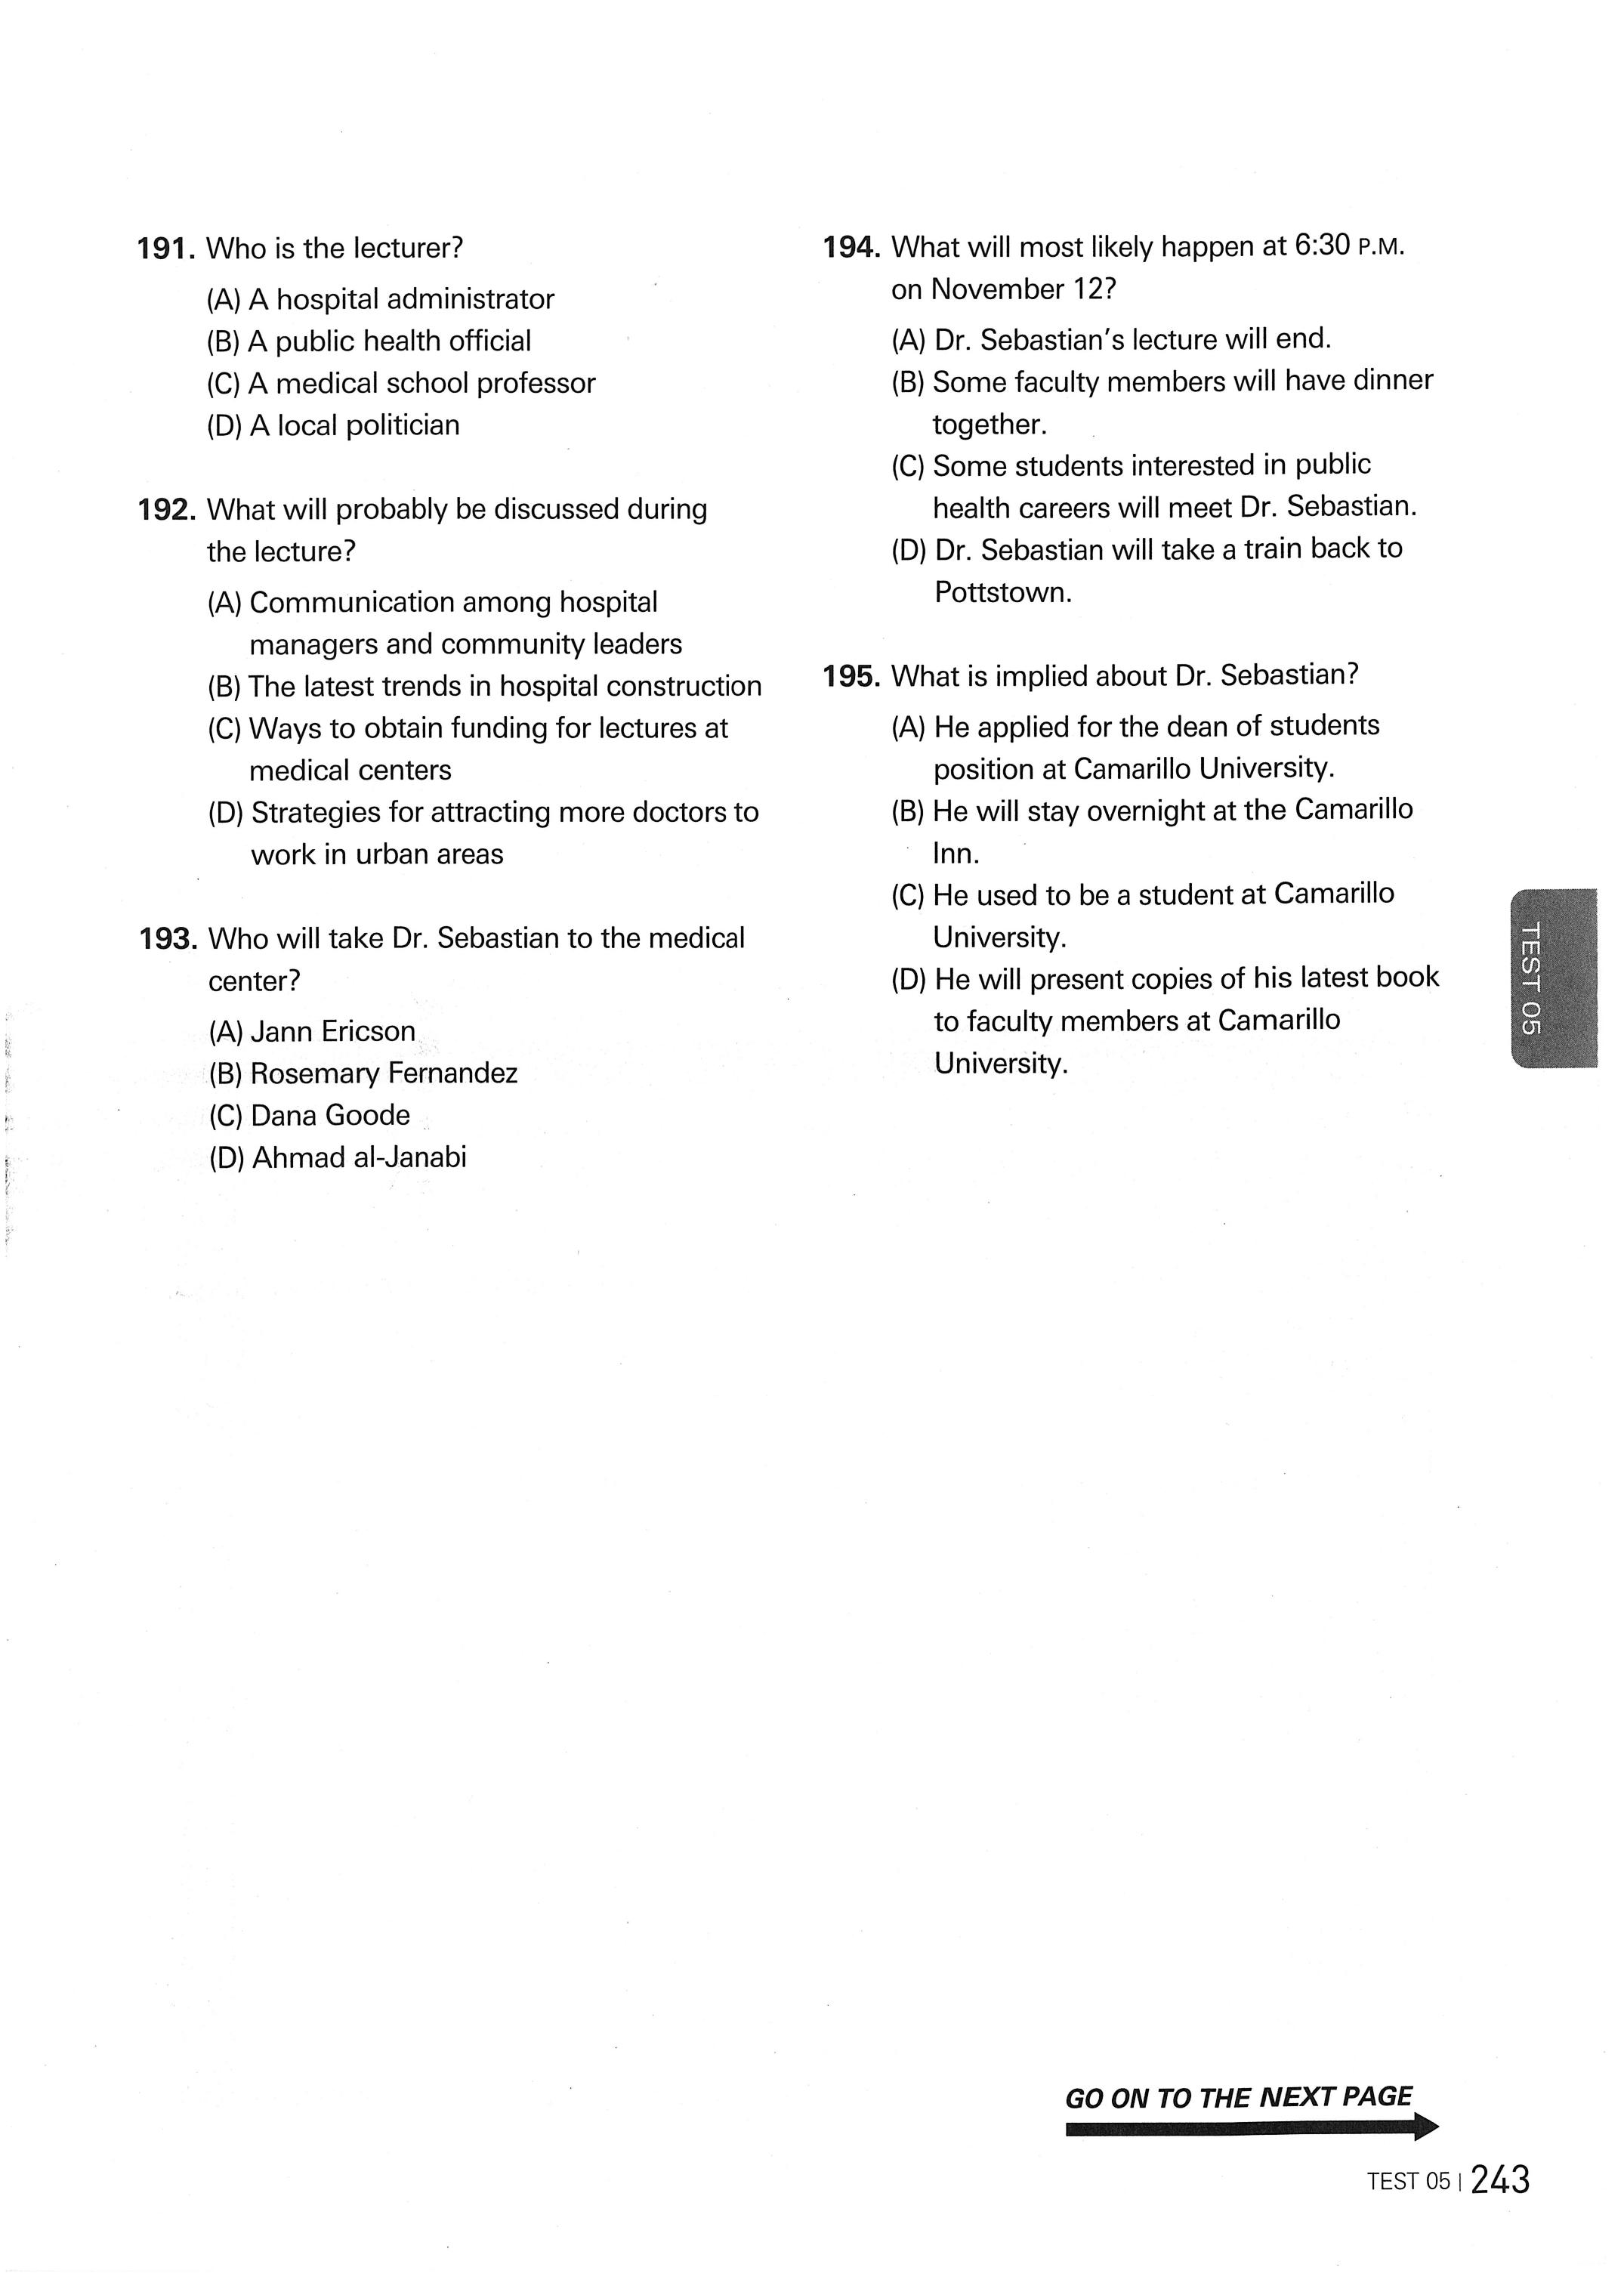 191. Who is the lecturer?
(A) A hospital administrator
(B) A public health official
(C) A medical school professor
(D) A local politician
192. What will probably be discussed during
the lecture?
(A) Communication among hospital
managers and community leaders
(B) The latest trends in hospital construction
(C) Ways to obtain funding for lectures at
medical centers
(D) Strategies for attracting more doctors to
work in urban areas
193. Who will take Dr. Sebastian to the medical
center?
(A) Jann Ericson
(B) Rosemary Fernandez
(C) Dana Goode
(D) Ahmad al-Janabi
194. What will most likely happen at 6:30 P.M.
on November 12?
(A) Dr. Sebastian's lecture will end.
(B) Some faculty members will have dinner
together.
(C) Some students interested in public
health careers will meet Dr. Sebastian.
(D) Dr. Sebastian will take a train back to
Pottstown.
195. What is implied about Dr. Sebastian?
(A) He applied for the dean of students
position at Camarillo University.
(B) He will stay overnight at the Camarillo
Inn.
(C) He used to be a student at Camarillo
University.
(D) He will present copies of his latest book
to faculty members at Camarillo
University.
TEST 05
GO ON TO THE NEXT PAGE
TEST 05 | 243